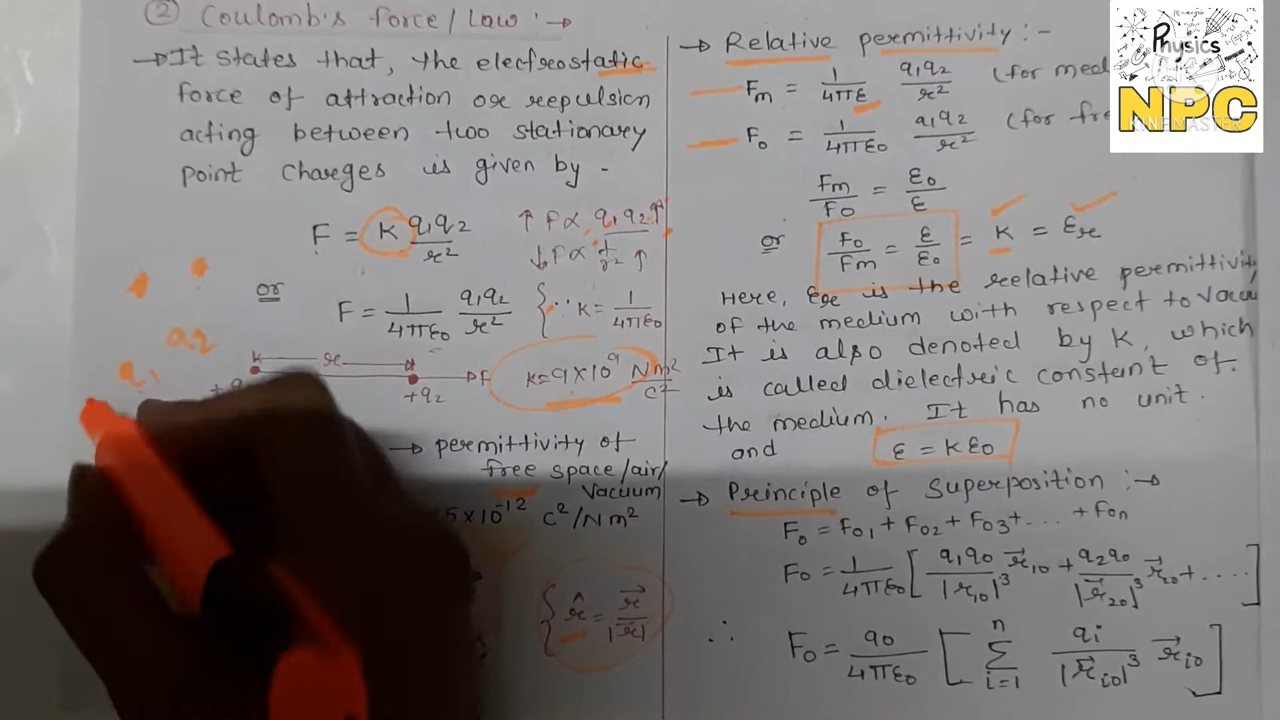 ② Coulomb's force/Law :→
→ It states that, the electrostatic
force of attraction or repulsion
acting between two stationary
point charges is given by -
F = K q₁q₂/r²
↑ F ∝ q₁q₂ ↑
↓ F ∝ 1/r² ↑
or
F = 1/4πε₀ q₁q₂/r² {∵ K = 1/4πε₀
q₁ q₂
r
+q₂ F
K = 9×10⁹ Nm²/C²
→ permittivity of
free space/air/
Vacuum
5×10⁻¹² C²/Nm²
{ r̂ = r⃗/|r⃗|
→ Relative permittivity :-
Fm = 1/4πε q₁q₂/r² (for med
F₀ = 1/4πε₀ q₁q₂/r² (for fre
Fm/F₀ = ε₀/ε
or F₀/Fm = ε/ε₀ = K = εr
Here, εr is the relative permittivity
of the medium with respect to Vacu
It is also denoted by K, which
is called dielectric constant of
the medium. It has no unit.
and ε = Kε₀
→ Principle of Superposition :→
F₀ = F₀₁ + F₀₂ + F₀₃ + .... + F₀n
F₀ = 1/4πε₀ [ q₁q₀/|r₁₀|³ r⃗₁₀ + q₂q₀/|r⃗₂₀|³ r⃗₂₀ + .... ]
∴ F₀ = q₀/4πε₀ [ n Σ i=1 qi/|r⃗i₀|³ r⃗i₀ ]
Physics
NPC
KINEMASTER